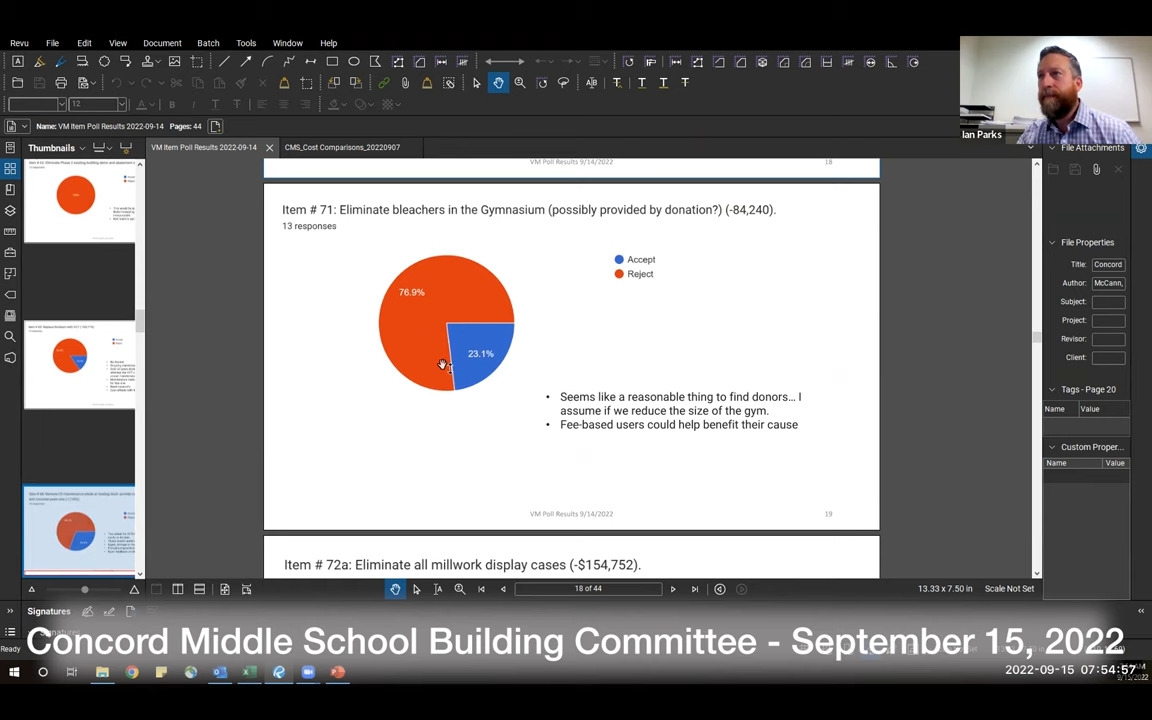 Revu File Edit View Document Batch Tools Window Help
12
Name: VM Item Poll Results 2022-09-14 Pages: 44
Ian Parks
Thumbnails
VM Item Poll Results 2022-09-14
CMS_Cost Comparisons_20220907
File Attachments
VM Poll Results 9/14/2022
18
Item # 71: Eliminate bleachers in the Gymnasium (possibly provided by donation?) (-84,240).
13 responses
Accept
Reject
76.9%
23.1%
Seems like a reasonable thing to find donors… I
assume if we reduce the size of the gym.
Fee-based users could help benefit their cause
VM Poll Results 9/14/2022
19
Item # 72a: Eliminate all millwork display cases (-$154,752).
File Properties
Title: Concord
Author: McCann,
Subject:
Project:
Revisor:
Client:
Tags - Page 20
Name Value
Custom Proper...
Name Value
18 of 44
13.33 x 7.50 in
Scale Not Set
Signatures
Ready
Concord Middle School Building Committee - September 15, 2022
2022-09-15 07:54:57